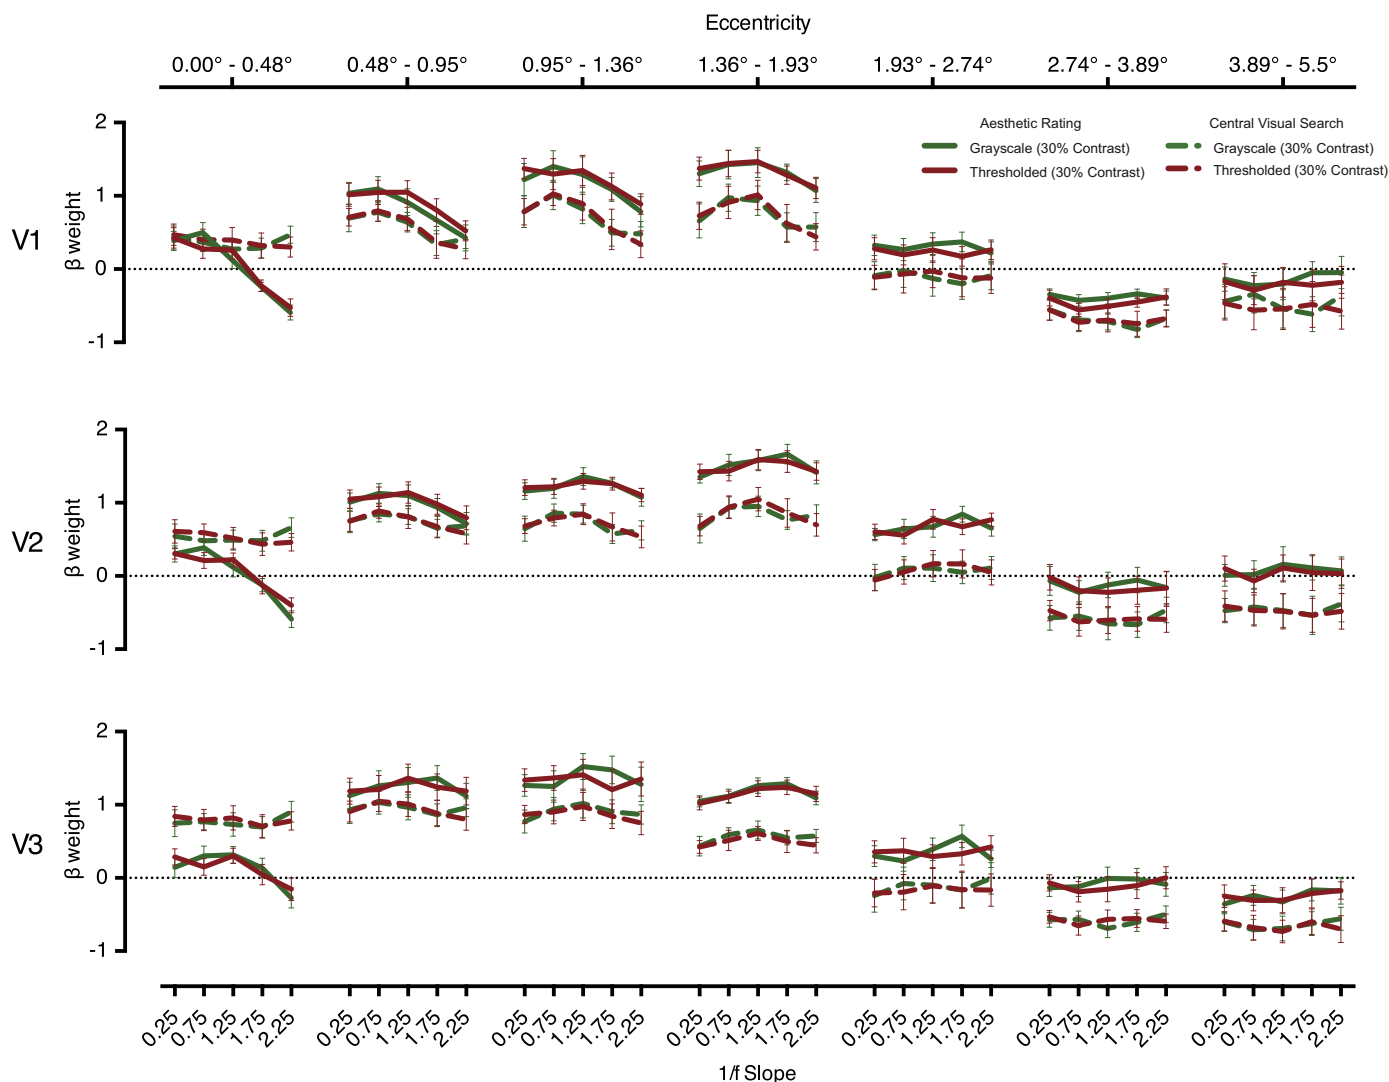 Eccentricity
0.00° - 0.48° 0.48° - 0.95° 0.95° - 1.36° 1.36° - 1.93° 1.93° - 2.74° 2.74° - 3.89° 3.89° - 5.5°
Aesthetic Rating Central Visual Search
Grayscale (30% Contrast) Grayscale (30% Contrast)
Thresholded (30% Contrast) Thresholded (30% Contrast)
V1
β weight
2
1
0
-1
V2
β weight
2
1
0
-1
V3
β weight
2
1
0
-1
0.25 0.75 1.25 1.75 2.25 0.25 0.75 1.25 1.75 2.25 0.25 0.75 1.25 1.75 2.25 0.25 0.75 1.25 1.75 2.25 0.25 0.75 1.25 1.75 2.25 0.25 0.75 1.25 1.75 2.25 0.25 0.75 1.25 1.75 2.25
1/f Slope